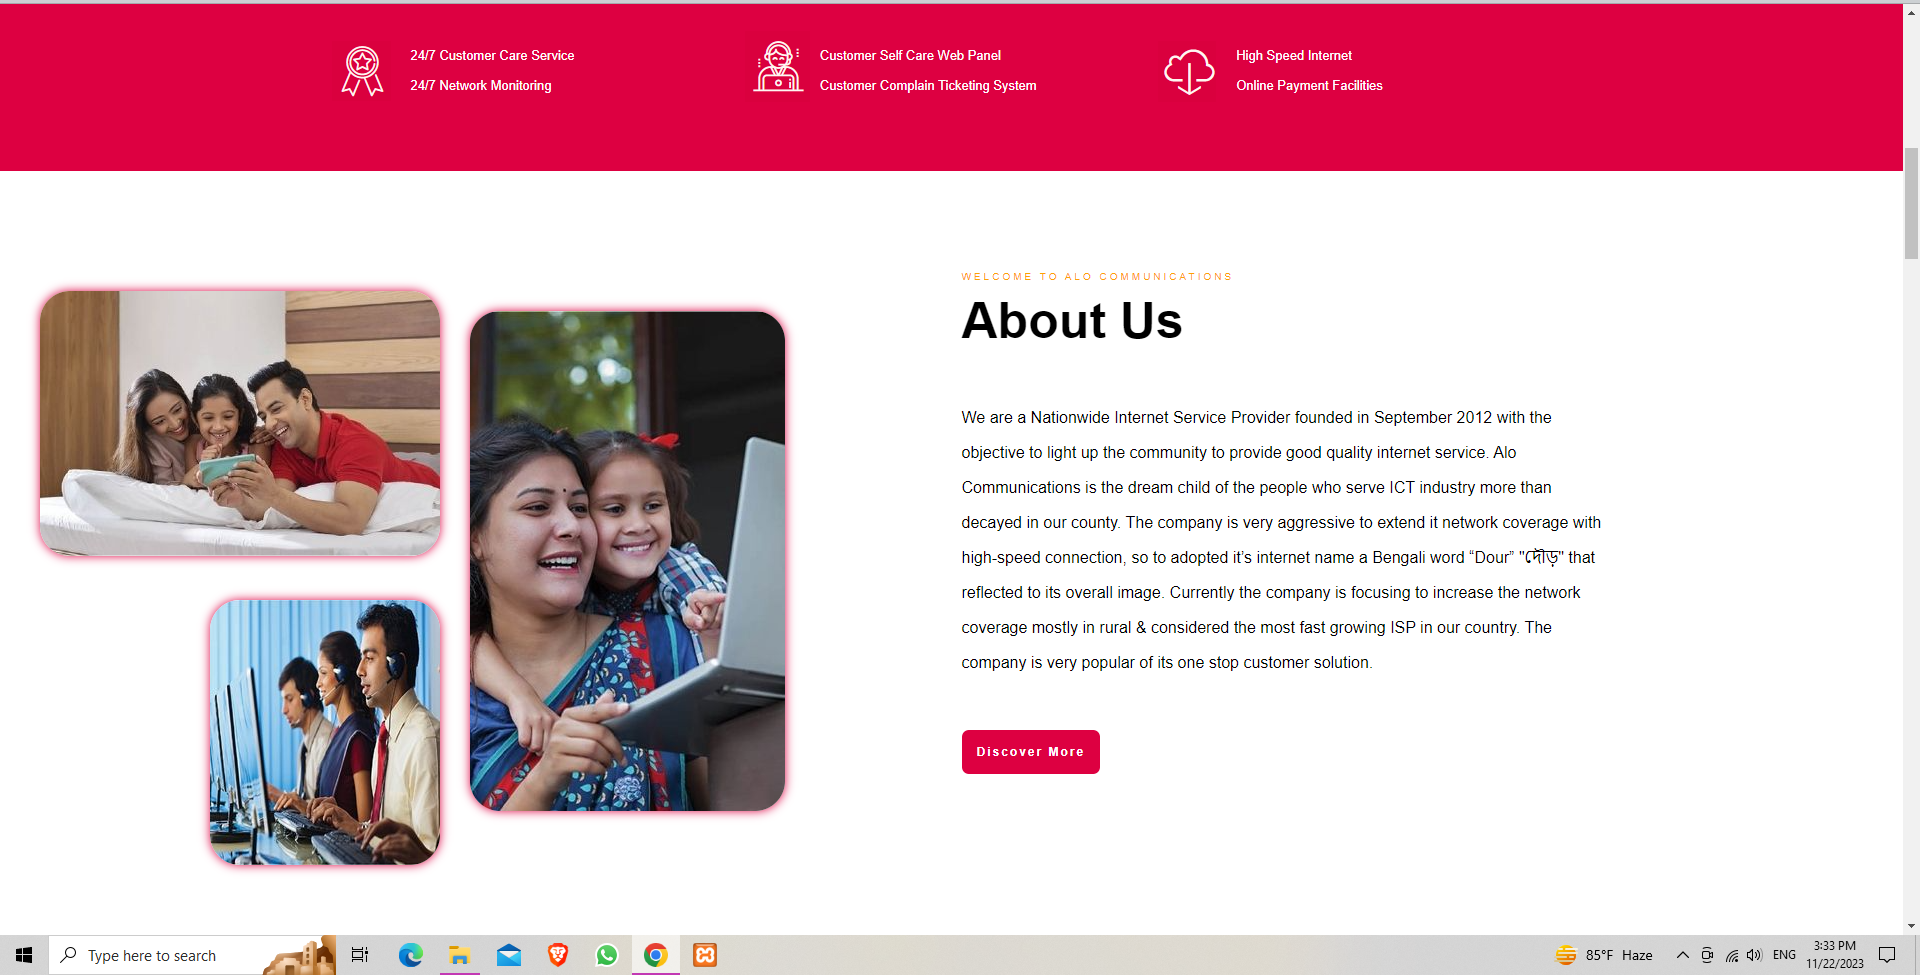 24/7 Customer Care Service
24/7 Network Monitoring
Customer Self Care Web Panel
Customer Complain Ticketing System
High Speed Internet
Online Payment Facilities
WELCOME TO ALO COMMUNICATIONS
About Us
We are a Nationwide Internet Service Provider founded in September 2012 with the
objective to light up the community to provide good quality internet service. Alo
Communications is the dream child of the people who serve ICT industry more than
decayed in our county. The company is very aggressive to extend it network coverage with
high-speed connection, so to adopted it’s internet name a Bengali word “Dour” "দৌড়" that
reflected to its overall image. Currently the company is focusing to increase the network
coverage mostly in rural & considered the most fast growing ISP in our country. The
company is very popular of its one stop customer solution.
Discover More
Type here to search
85°F Haze
ENG
3:33 PM
11/22/2023